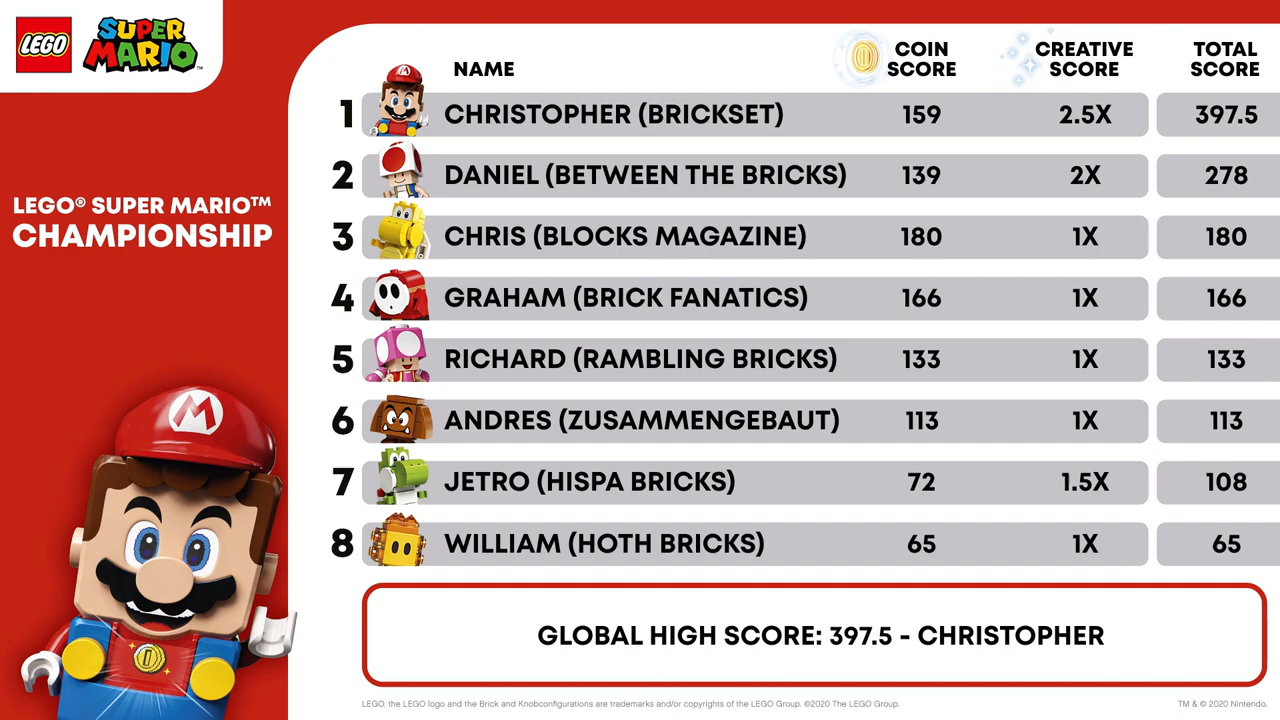 LEGO
SUPER
MARIO™
LEGO® SUPER MARIO™
CHAMPIONSHIP
NAME
COIN
SCORE
CREATIVE
SCORE
TOTAL
SCORE
1 CHRISTOPHER (BRICKSET) 159 2.5X 397.5
2 DANIEL (BETWEEN THE BRICKS) 139 2X 278
3 CHRIS (BLOCKS MAGAZINE) 180 1X 180
4 GRAHAM (BRICK FANATICS) 166 1X 166
5 RICHARD (RAMBLING BRICKS) 133 1X 133
6 ANDRES (ZUSAMMENGEBAUT) 113 1X 113
7 JETRO (HISPA BRICKS) 72 1.5X 108
8 WILLIAM (HOTH BRICKS) 65 1X 65
GLOBAL HIGH SCORE: 397.5 - CHRISTOPHER
M
LEGO, the LEGO logo and the Brick and Knobconfigurations are trademarks and/or copyrights of the LEGO Group. ©2020 The LEGO Group.
TM & © 2020 Nintendo.